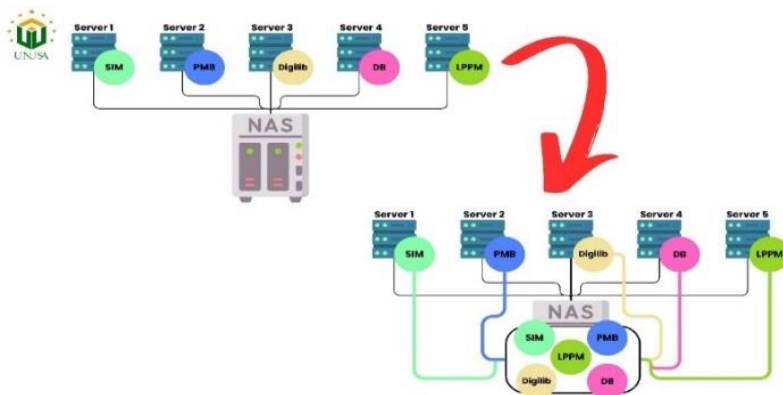 UNUSA
Server 1
Server 2
Server 3
Server 4
Server 5
SIM
PMB
Digilib
DB
LPPM
NAS
Server 1
Server 2
Server 3
Server 4
Server 5
SIM
PMB
Digilib
DB
LPPM
NAS
SIM
PMB
LPPM
Digilib
DB